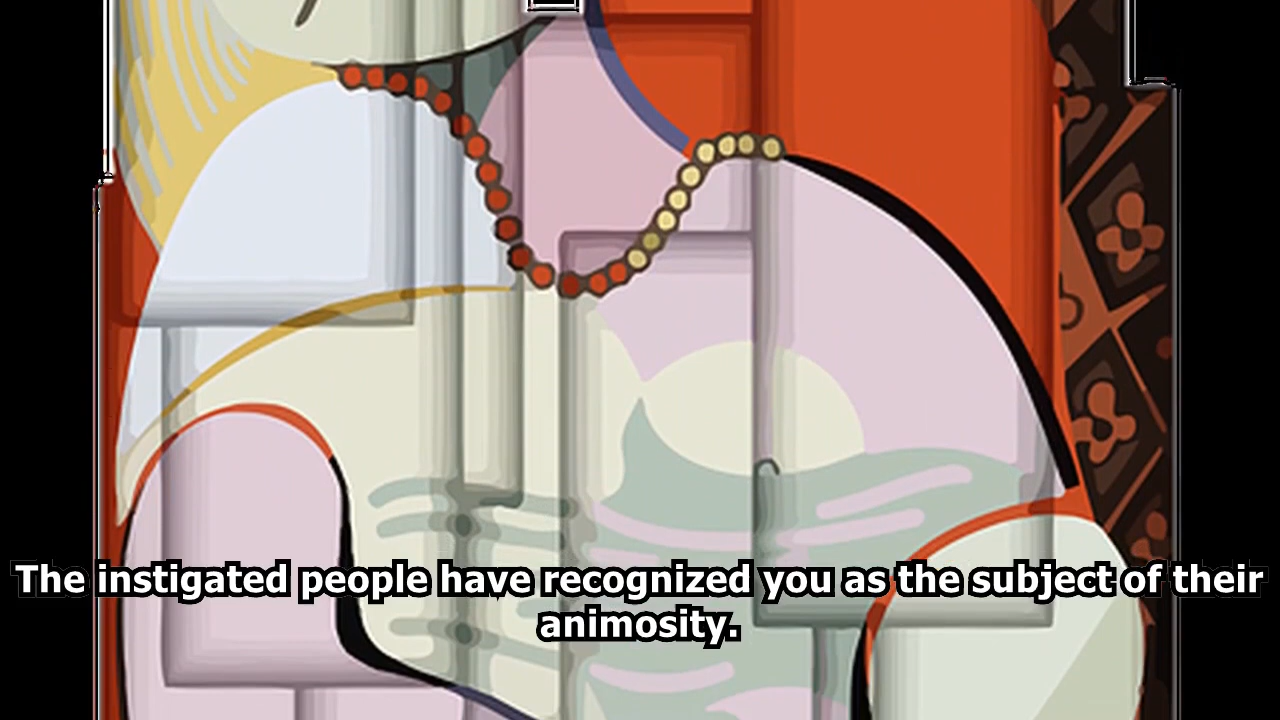 The instigated people have recognized you as the subject of their
animosity.